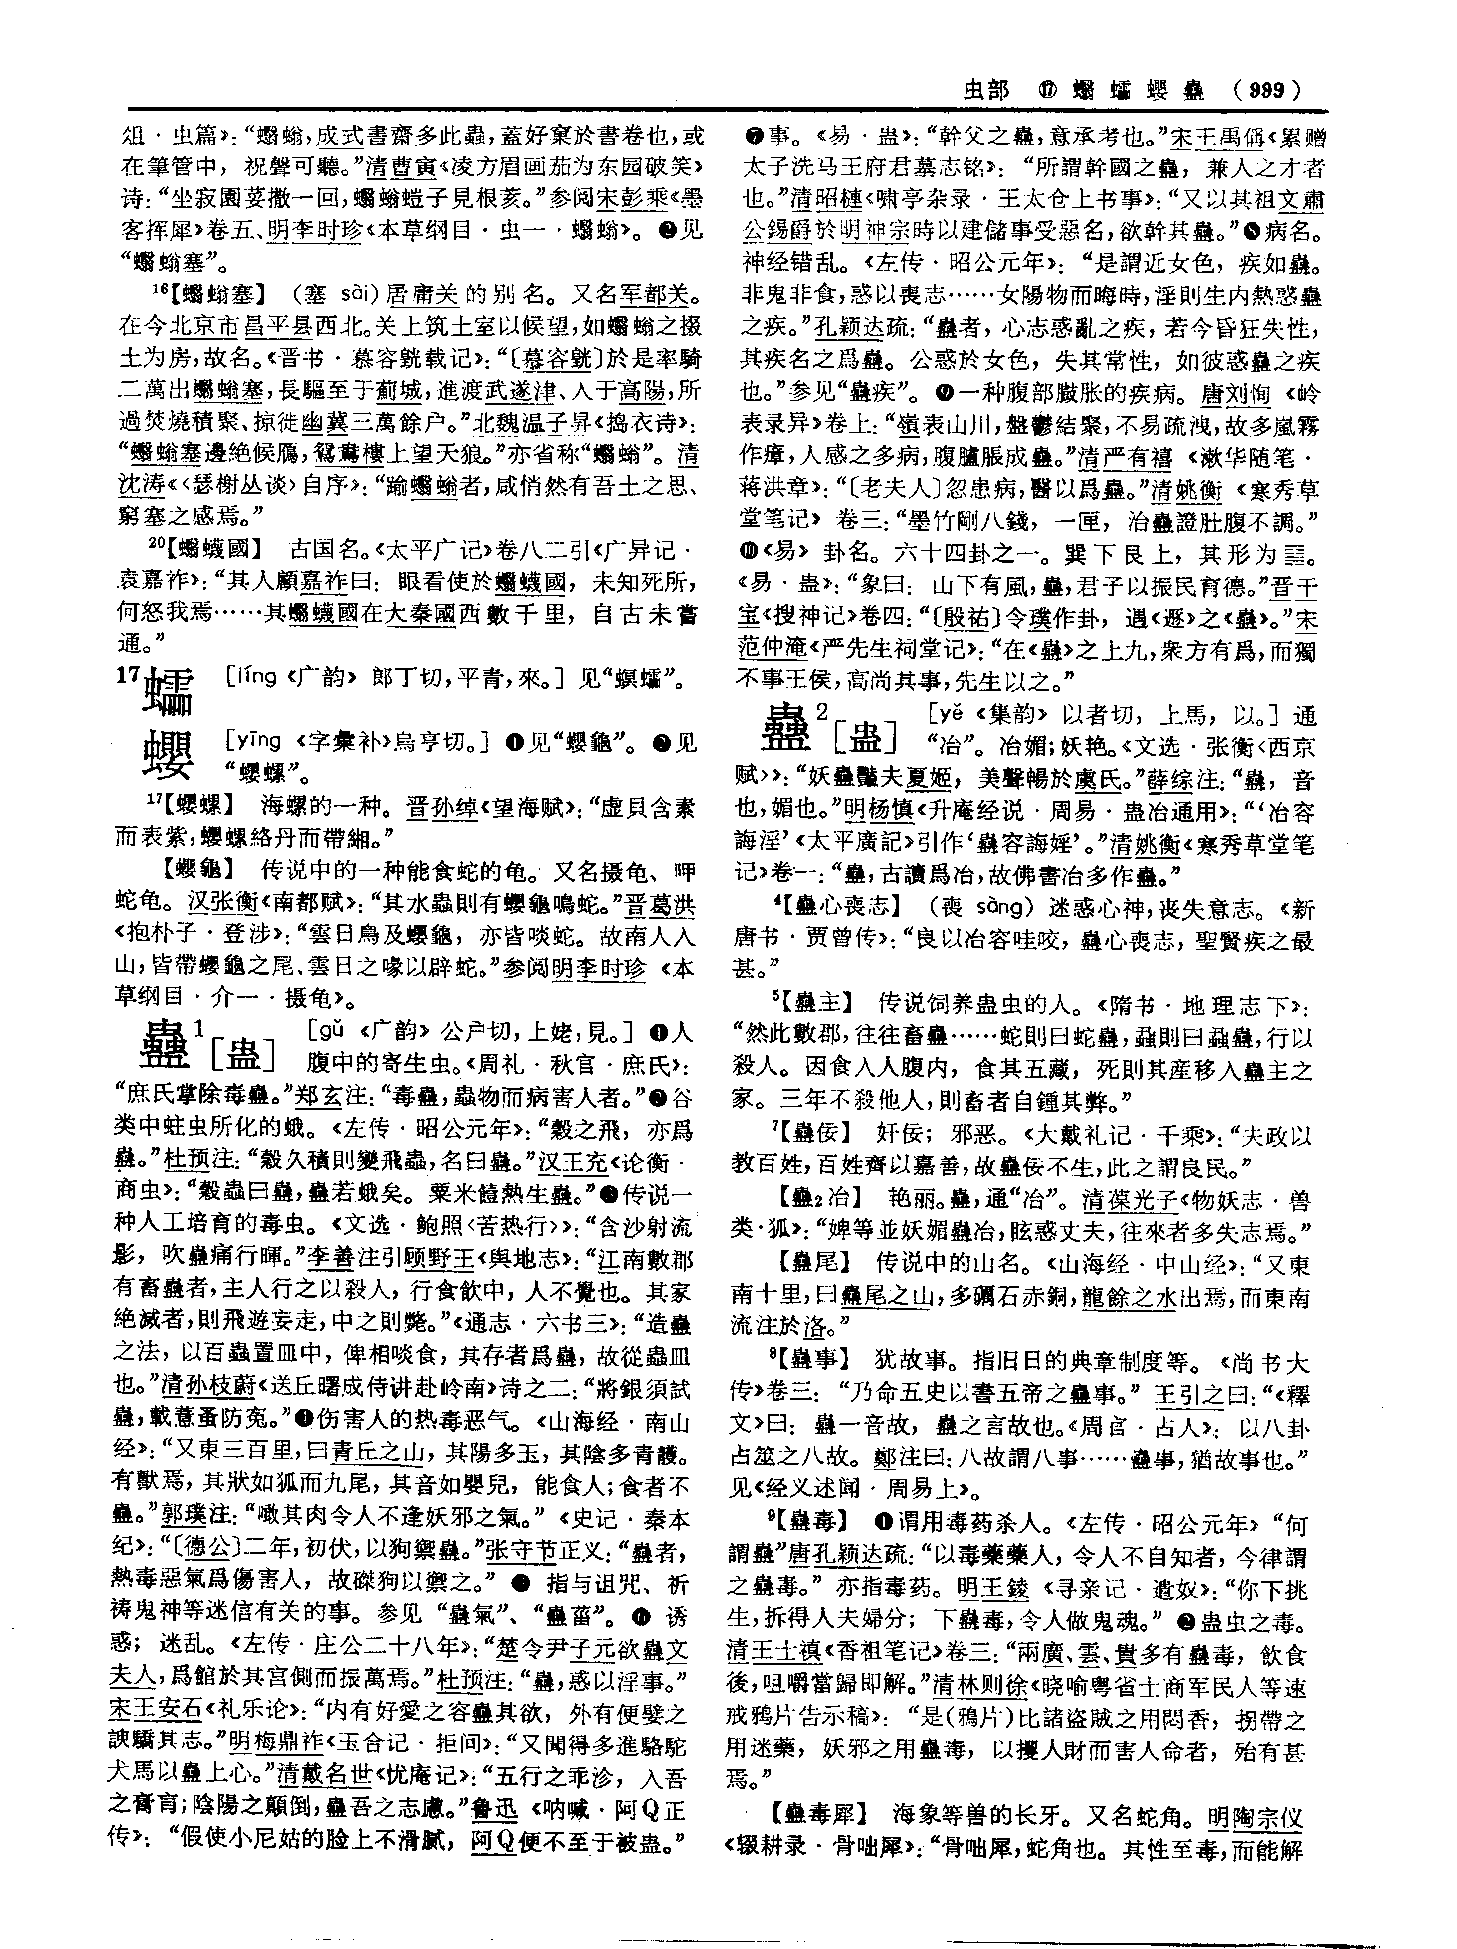 虫部 ⑰ 蠮蠕蠳蠱 (989)
俎·虫篇》:“蠮螉,成式書齋多此蟲,蓋好窠於書卷也,或
在筆管中, 祝聲可聽。”清曹寅《凌方眉画茄为东园破笑》
诗:“坐寂園蔓撒一回,蠮螉螘子見根荄。”参阅宋彭乘《墨
客挥犀》卷五、明李时珍《本草纲目·虫一·蠮螉》。❷见
“蠮螉塞”。
16【蠮螉塞】 (塞 sài)居庸关的别名。又名军都关。
在今北京市昌平县西北。关上筑土室以候望,如蠮螉之掇
土为房,故名。《晋书·慕容皝载记》:“〔慕容皝〕於是率騎
二萬出蠮螉塞,長驅至于薊城,進渡武遂津、入于高陽,所
過焚燒積聚、掠徙幽冀三萬餘户。”北魏温子昇《捣衣诗》:
“蠮螉塞邊絶候鴈,鴛鴦樓上望天狼。”亦省称“蠮螉”。清
沈涛《〈瑟榭丛谈〉自序》:“踰蠮螉者,咸悄然有吾土之思、
窮塞之感焉。”
20【蠮蠛國】 古国名。《太平广记》卷八二引《广异记·
袁嘉祚》:“其人顧嘉祚曰: 眼看使於蠮蠛國, 未知死所,
何怒我焉……其蠮蠛國在大秦國西數千里, 自古未嘗
通。”
17蠕 [líng《广韵》郎丁切,平青,來。]见“螟蠕”。
蠳 [yīng《字彙补》烏亨切。]❶见“蠳龜”。❷见
“蠳螺”。
17【蠳螺】 海螺的一种。晋孙绰《望海赋》:“虚貝含素
而表紫,蠳螺絡丹而帶緗。”
【蠳龜】 传说中的一种能食蛇的龟。又名摄龟、呷
蛇龟。汉张衡《南都赋》:“其水蟲則有蠳龜鳴蛇。”晋葛洪
《抱朴子·登涉》:“雲日鳥及蠳龜, 亦皆啖蛇。故南人入
山,皆帶蠳龜之尾、雲日之喙以辟蛇。”参阅明李时珍《本
草纲目·介一·摄龟》。
蠱1[蛊] [gǔ《广韵》公户切,上姥,見。]❶人
腹中的寄生虫。《周礼·秋官·庶氏》:
“庶氏掌除毒蠱。”郑玄注:“毒蠱,蟲物而病害人者。”❷谷
类中蛀虫所化的蛾。《左传·昭公元年》:“穀之飛, 亦爲
蠱。”杜预注:“穀久積則變飛蟲,名曰蠱。”汉王充《论衡·
商虫》:“穀蟲曰蠱,蠱若蛾矣。粟米饐熱生蠱。”❸传说一
种人工培育的毒虫。《文选·鲍照〈苦热行〉》:“含沙射流
影, 吹蠱痛行暉。”李善注引顾野王《舆地志》:“江南數郡
有畜蠱者,主人行之以殺人, 行食飲中, 人不覺也。其家
绝滅者,則飛遊妄走,中之則斃。”《通志·六书三》:“造蠱
之法, 以百蟲置皿中, 俾相啖食, 其存者爲蠱, 故從蟲皿
也。”清孙枝蔚《送丘曙戍侍讲赴岭南》诗之二:“將銀須試
蠱,載薏蚤防冤。”❹伤害人的热毒恶气。《山海经·南山
经》:“又東三百里,曰青丘之山, 其陽多玉, 其陰多青頀。
有獸焉,其狀如狐而九尾,其音如嬰兒, 能食人;食者不
蠱。”郭璞注:“噉其肉令人不逢妖邪之氣。”《史记·秦本
纪》:“〔德公〕二年,初伏,以狗禦蠱。”张守节正义:“蠱者,
熱毒惡氣爲傷害人, 故磔狗以禦之。” ❺ 指与诅咒、祈
祷鬼神等迷信有关的事。参见“蠱氣”、“蠱菑”。❻ 诱
惑; 迷乱。《左传·庄公二十八年》:“楚令尹子元欲蠱文
夫人,爲館於其宫側而振萬焉。”杜预注:“蠱,惑以淫事。”
宋王安石《礼乐论》:“内有好愛之容蠱其欲, 外有便嬖之
諛驕其志。”明梅鼎祚《玉合记·拒间》:“又聞得多進駱駝
犬馬以蠱上心。”清戴名世《忧庵记》:“五行之乖沴, 入吾
之膏肓;陰陽之顛倒,蠱吾之志慮。”鲁迅《呐喊·阿Q正
传》: “假使小尼姑的脸上不滑腻, 阿Q便不至于被蛊。”
❼事。《易·蛊》:“幹父之蠱,意承考也。”宋王禹偁《累赠
太子洗马王府君墓志铭》: “所謂幹國之蠱, 兼人之才者
也。”清昭槤《啸亭杂录·王太仓上书事》:“又以其祖文肅
公錫爵於明神宗時以建儲事受惡名,欲幹其蠱。”❽病名。
神经错乱。《左传·昭公元年》: “是謂近女色, 疾如蠱。
非鬼非食,惑以喪志……女陽物而晦時,淫則生内熱惑蠱
之疾。”孔颖达疏:“蠱者, 心志惑亂之疾, 若今昏狂失性,
其疾名之爲蠱。公惑於女色, 失其常性, 如彼惑蠱之疾
也。”参见“蠱疾”。 ❾一种腹部臌胀的疾病。唐刘恂《岭
表录异》卷上:“嶺表山川,盤鬱結聚,不易疏洩,故多嵐霧
作瘴,人感之多病,腹臚脹成蠱。”清严有禧《漱华随笔·
蒋洪章》:“〔老夫人〕忽患病,醫以爲蠱。”清姚衡《寒秀草
堂笔记》卷三:“墨竹剛八錢, 一匣, 治蠱證肚腹不調。”
❿《易》卦名。六十四卦之一。巽下艮上, 其形为䷑。
《易·蛊》:“象曰: 山下有風,蠱,君子以振民育德。”晋干
宝《搜神记》卷四:“〔殷祐〕令璞作卦, 遇《遯》之《蠱》。”宋
范仲淹《严先生祠堂记》:“在《蠱》之上九,衆方有爲,而獨
不事王侯,高尚其事,先生以之。”
蠱2[蛊] [yě《集韵》以者切, 上馬, 以。]通
“冶”。冶媚;妖艳。《文选·张衡〈西京
赋〉》:“妖蠱豔夫夏姬, 美聲暢於虞氏。”薛综注:“蠱, 音
也,媚也。”明杨慎《升庵经说·周易·蛊冶通用》:“‘冶容
誨淫’《太平廣記》引作‘蠱容誨婬’。”清姚衡《寒秀草堂笔
记》卷一:“蠱,古讀爲冶,故佛書冶多作蠱。”
4【蠱心喪志】 (喪 sàng)迷惑心神,丧失意志。《新
唐书·贾曾传》:“良以冶容哇咬, 蠱心喪志, 聖賢疾之最
甚。”
5【蠱主】 传说饲养蛊虫的人。《隋书·地理志下》:
“然此數郡,往往畜蠱……蛇則曰蛇蠱,蝨則曰蝨蠱,行以
殺人。因食入人腹内, 食其五藏, 死則其産移入蠱主之
家。三年不殺他人,則畜者自鍾其弊。”
7【蠱佞】 奸佞; 邪恶。《大戴礼记·千乘》:“夫政以
教百姓,百姓齊以嘉善,故蠱佞不生,此之謂良民。”
【蠱2冶】 艳丽。蠱,通“冶”。清葆光子《物妖志·兽
类·狐》:“婢等並妖媚蠱冶,眩惑丈夫,往來者多失志焉。”
【蠱尾】 传说中的山名。《山海经·中山经》:“又東
南十里,曰蠱尾之山,多礪石赤銅,龍餘之水出焉,而東南
流注於洛。”
8【蠱事】 犹故事。指旧日的典章制度等。《尚书大
传》卷三: “乃命五史以書五帝之蠱事。” 王引之曰:“《釋
文》曰: 蠱一音故, 蠱之言故也。《周官·占人》: 以八卦
占筮之八故。鄭注曰:八故謂八事……蠱事,猶故事也。”
见《经义述闻·周易上》。
9【蠱毒】 ❶谓用毒药杀人。《左传·昭公元年》“何
謂蠱”唐孔颖达疏:“以毒藥藥人, 令人不自知者, 今律謂
之蠱毒。” 亦指毒药。明王錂《寻亲记·遣奴》:“你下挑
生,拆得人夫婦分; 下蠱毒,令人做鬼魂。” ❷蛊虫之毒。
清王士禛《香祖笔记》卷三:“兩廣、雲、貴多有蠱毒, 飲食
後,咀嚼當歸即解。”清林则徐《晓喻粤省士商军民人等速
戒鸦片告示稿》: “是(鴉片)比諸盜賊之用悶香, 拐帶之
用迷藥, 妖邪之用蠱毒, 以攫人財而害人命者, 殆有甚
焉。”
【蠱毒犀】 海象等兽的长牙。又名蛇角。明陶宗仪
《辍耕录·骨咄犀》:“骨咄犀,蛇角也。其性至毒,而能解